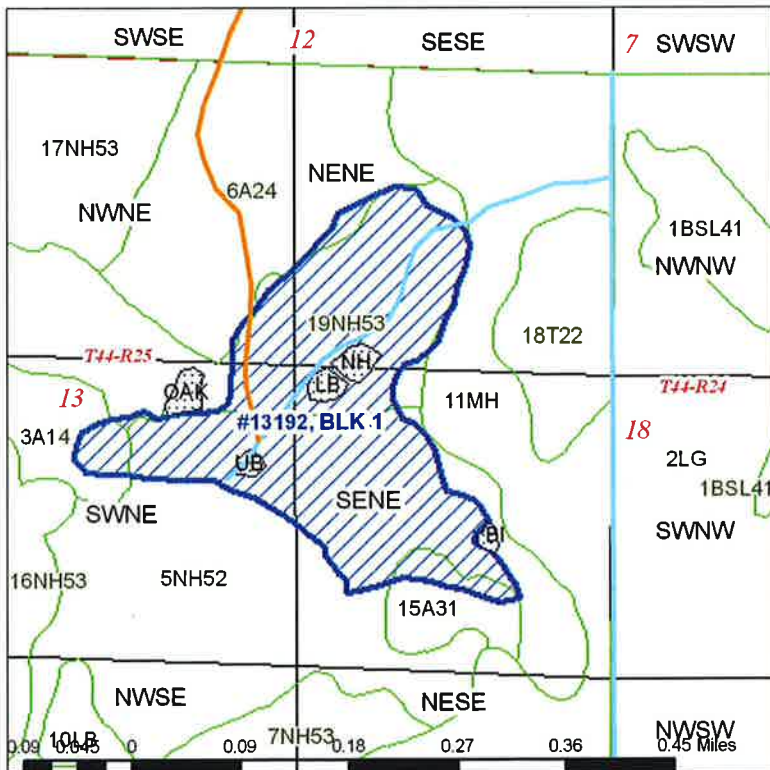 SWSE 12 SESE 7 SWSW
17NH53
6A24
NENE
NWNE
1BSL41
NWNW
19NH53
18T22
T44-R25
NH
LB
OAK
T44-R24
13
11MH
#13192, BLK 1
3A14
18
2LG
UB
1BSL41
SENE
SWNE
BI
SWNW
16NH53
5NH52
15A31
NWSE
NESE
NWSW
7NH53
10LB
0.09 0.045 0 0.09 0.18 0.27 0.36 0.45 Miles